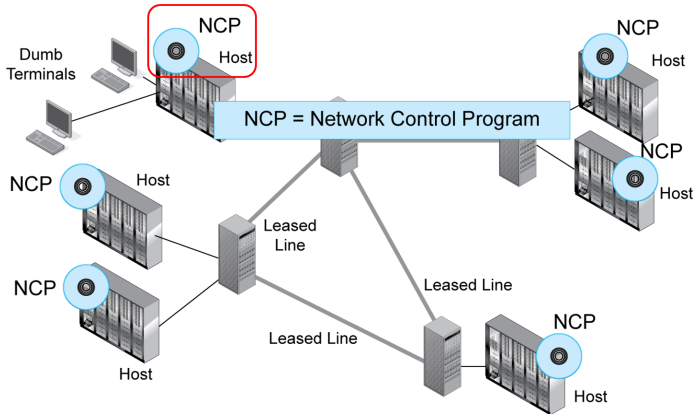 NCP
Host
Dumb
Terminals
NCP
Host
NCP = Network Control Program
NCP
Host
NCP
Host
Leased
Line
NCP
Host
Leased Line
Leased Line
NCP
Host